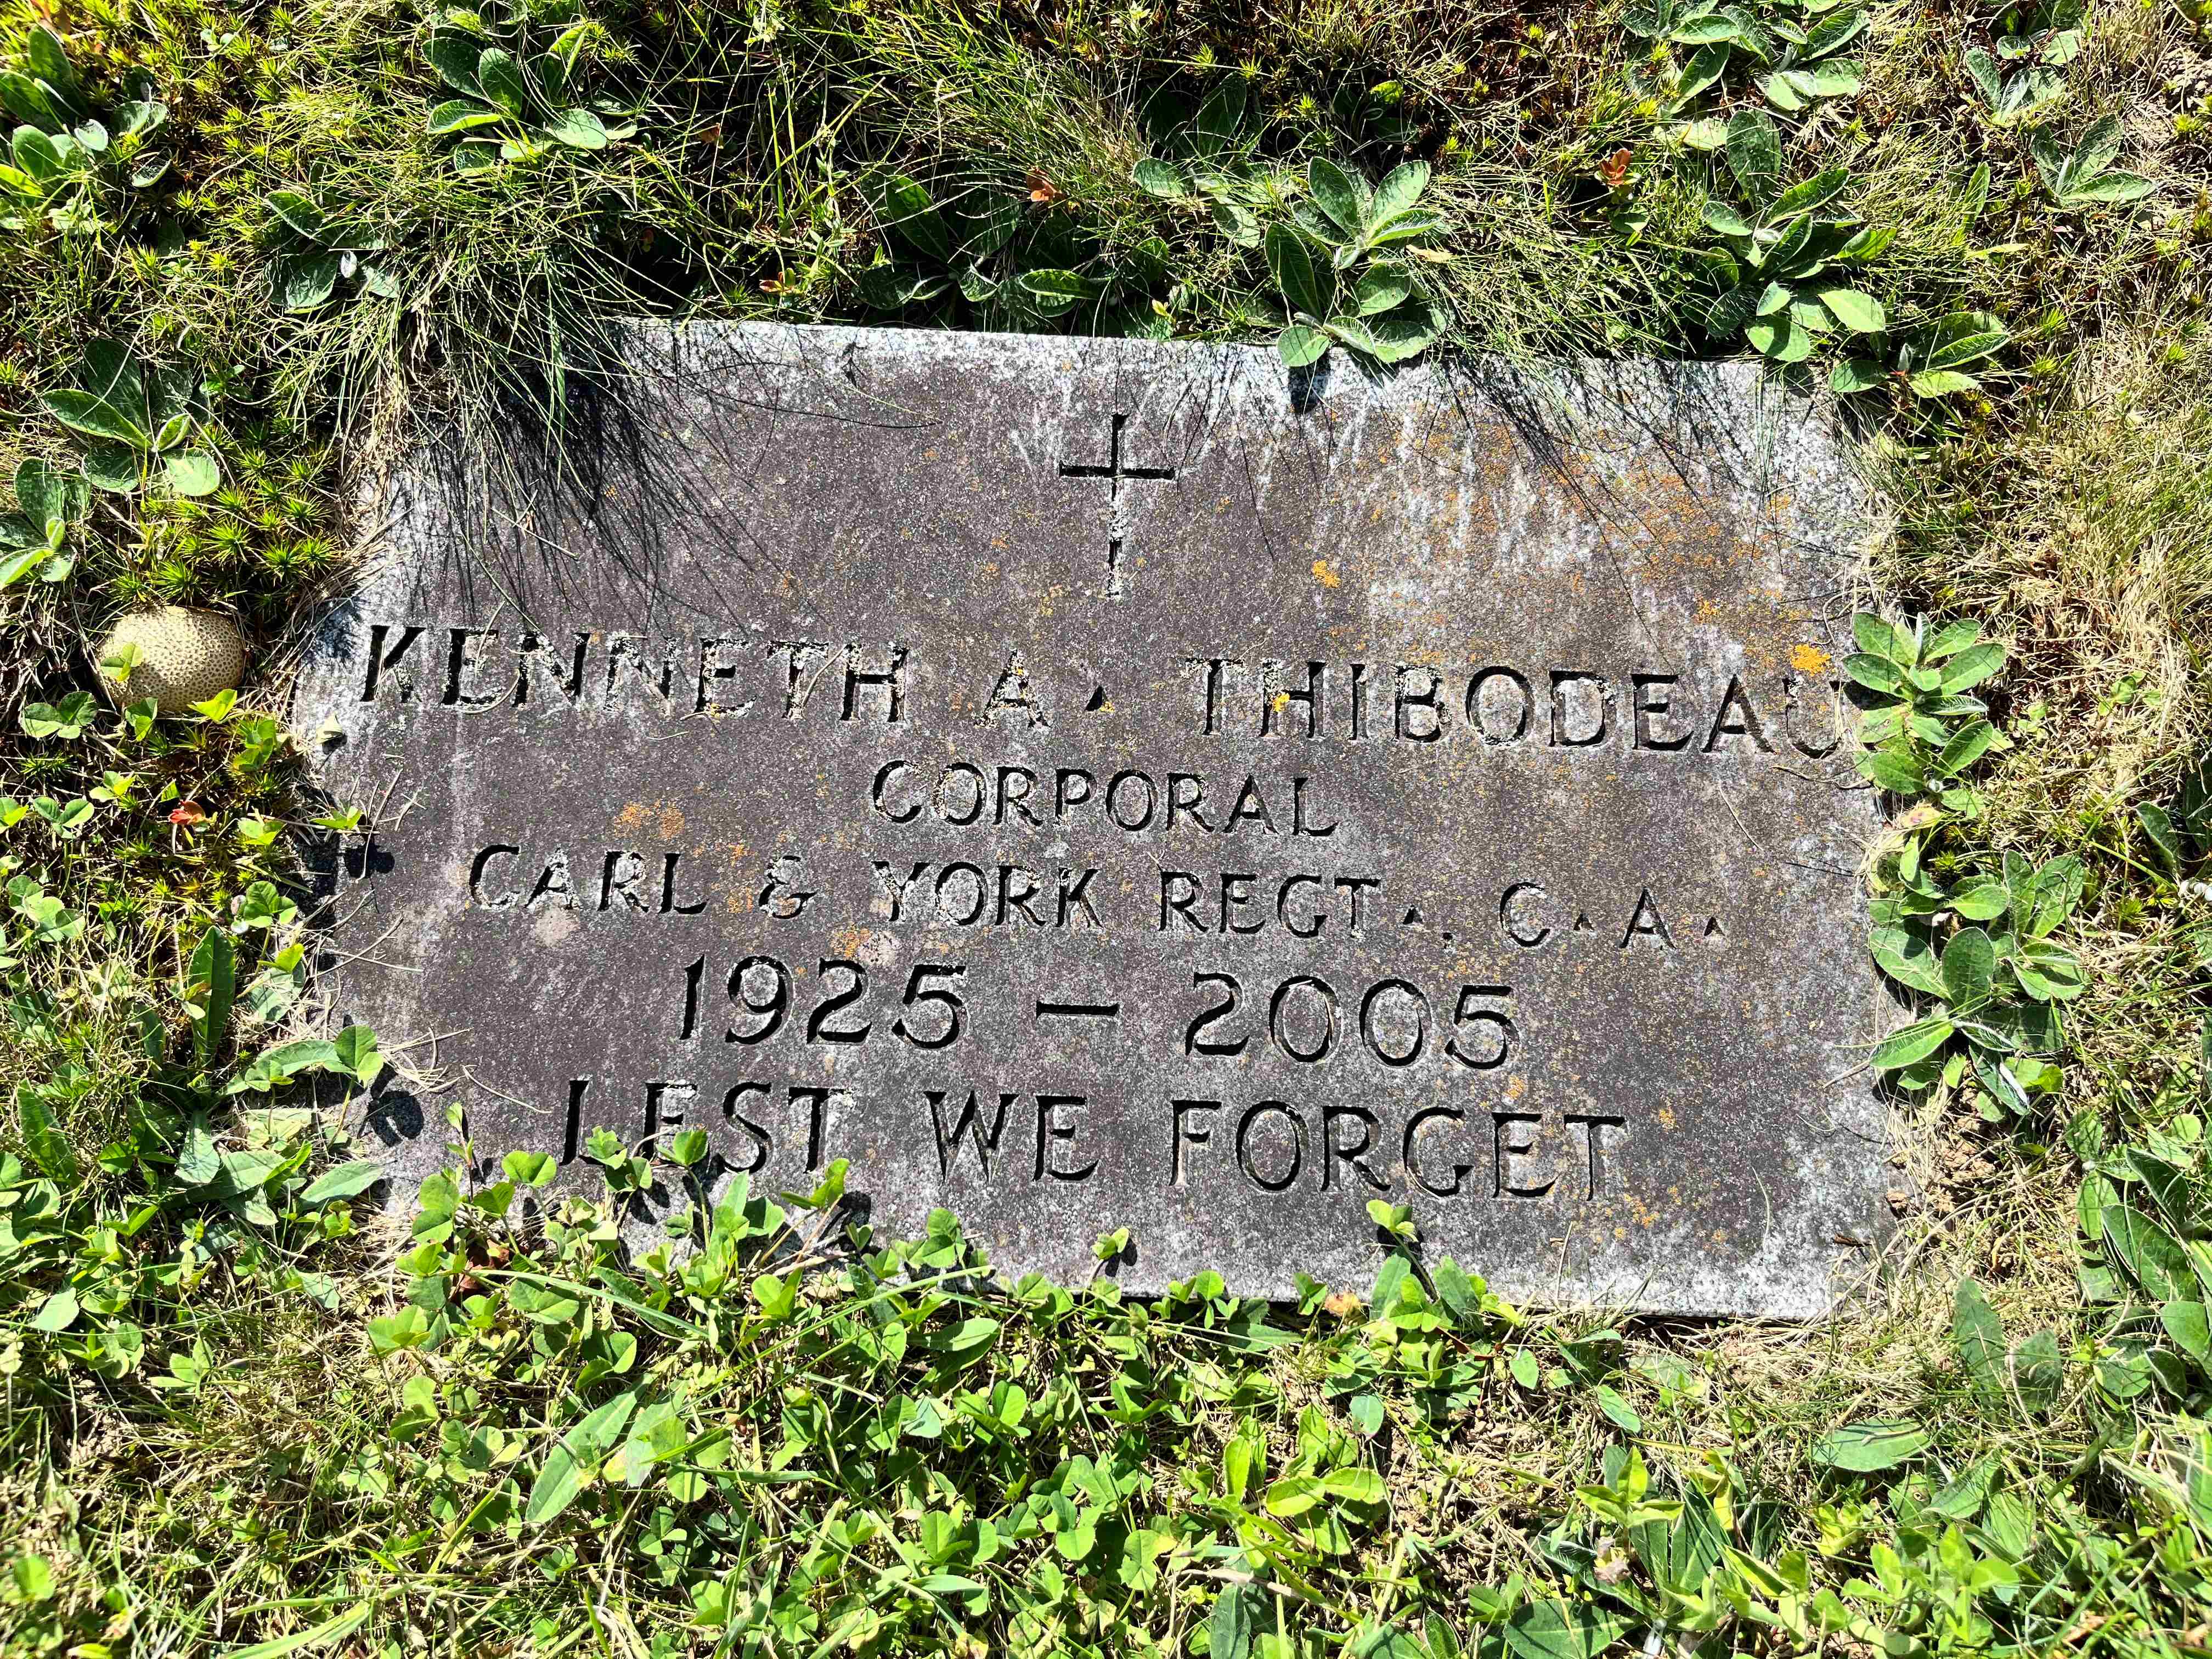 KENNETH A. THIBODEAU
CORPORAL
CARL & YORK REGT., C.A.
1925 — 2005
LEST WE FORGET